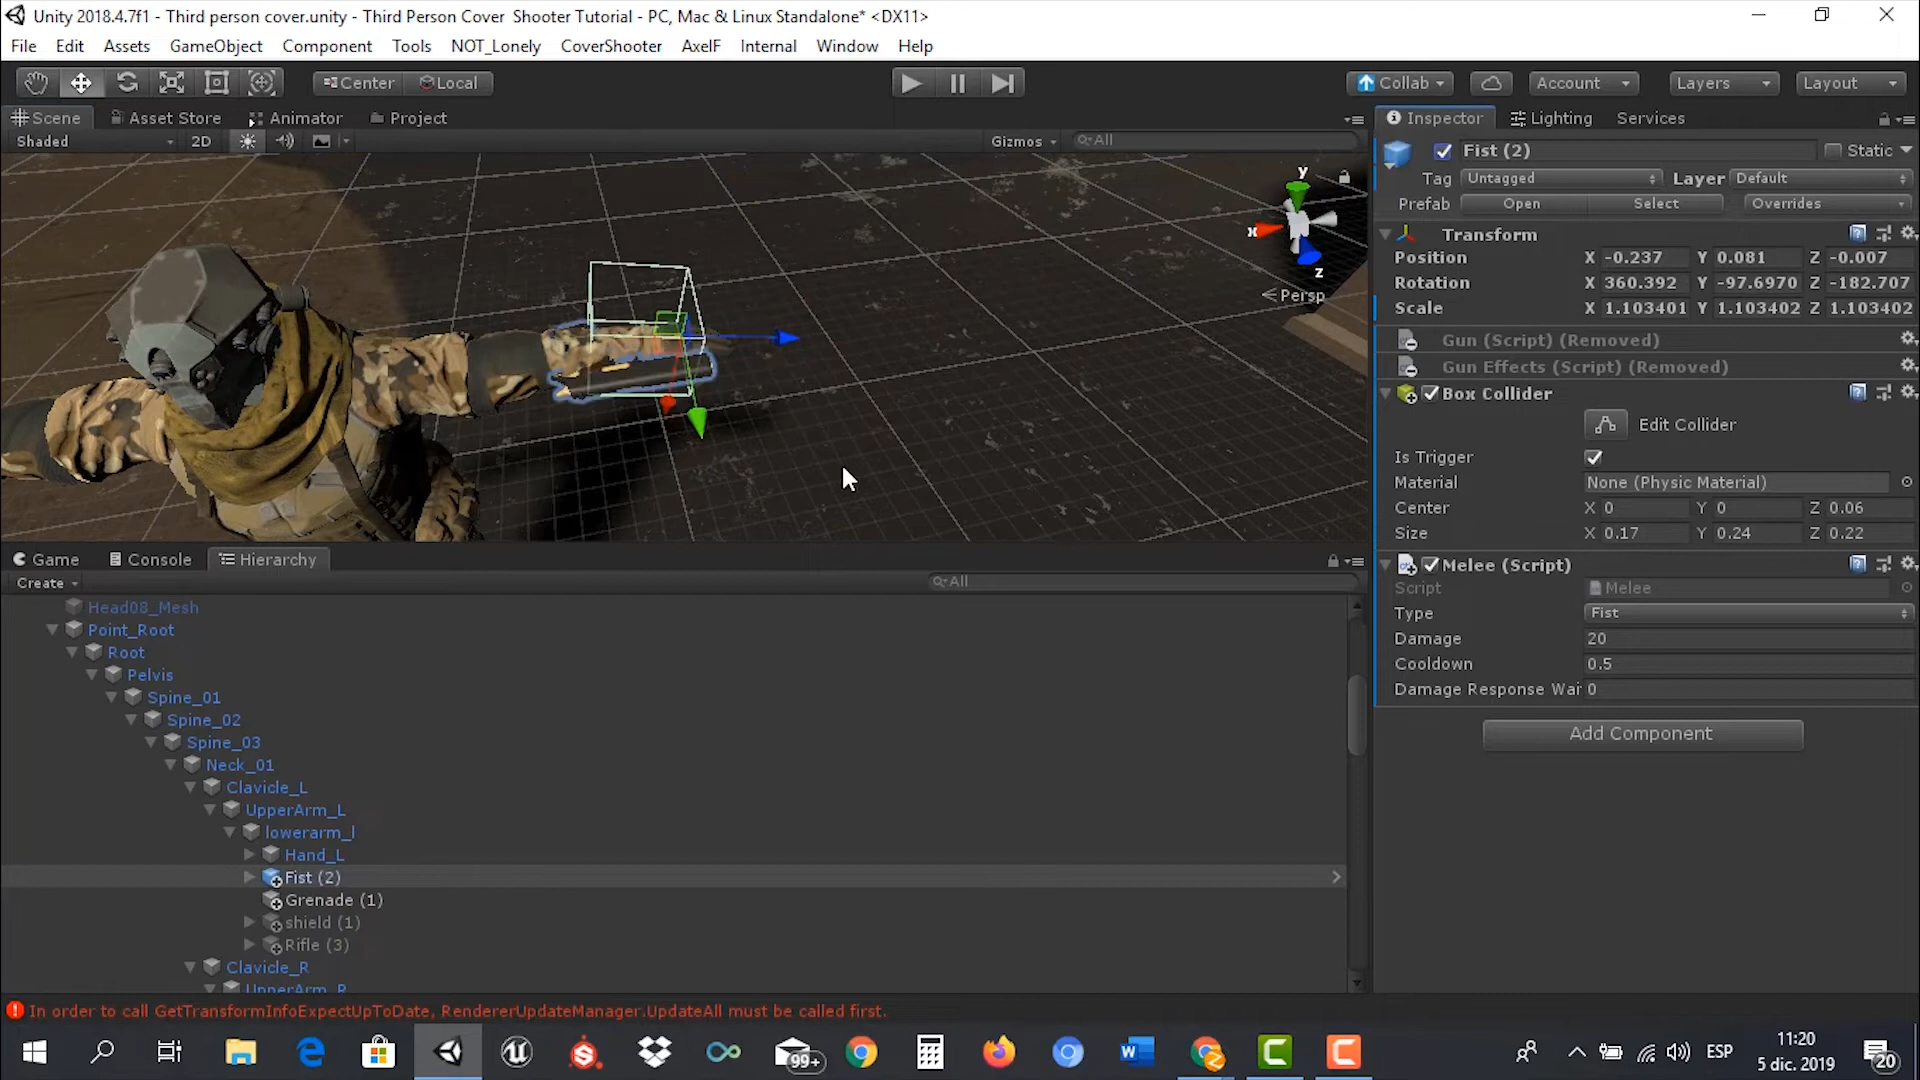 Unity 2018.4.7f1 - Third person cover.unity - Third Person Cover  Shooter Tutorial - PC, Mac & Linux Standalone* <DX11>
File Edit Assets GameObject Component Tools NOT_Lonely CoverShooter AxelF Internal Window Help
Center Local Collab Account Layers Layout
Scene Asset Store Animator Project
Shaded 2D Gizmos All
y
x
z
Persp
Inspector Lighting Services
Fist (2) Static
Tag Untagged Layer Default
Prefab Open Select Overrides
Transform
Position X -0.237 Y 0.081 Z -0.007
Rotation X 360.392 Y -97.6970 Z -182.707
Scale X 1.103401 Y 1.103402 Z 1.103402
Gun (Script) (Removed)
Gun Effects (Script) (Removed)
Box Collider
Edit Collider
Is Trigger
Material None (Physic Material)
Center X 0 Y 0 Z 0.06
Size X 0.17 Y 0.24 Z 0.22
Melee (Script)
Script Melee
Type Fist
Damage 20
Cooldown 0.5
Damage Response Wai 0
Add Component
Game Console Hierarchy
Create All
Head08_Mesh
Point_Root
Root
Pelvis
Spine_01
Spine_02
Spine_03
Neck_01
Clavicle_L
UpperArm_L
lowerarm_l
Hand_L
Fist (2)
Grenade (1)
shield (1)
Rifle (3)
Clavicle_R
UpperArm_R
In order to call GetTransformInfoExpectUpToDate, RendererUpdateManager.UpdateAll must be called first.
99+
ESP
11:20
5 dic. 2019
20